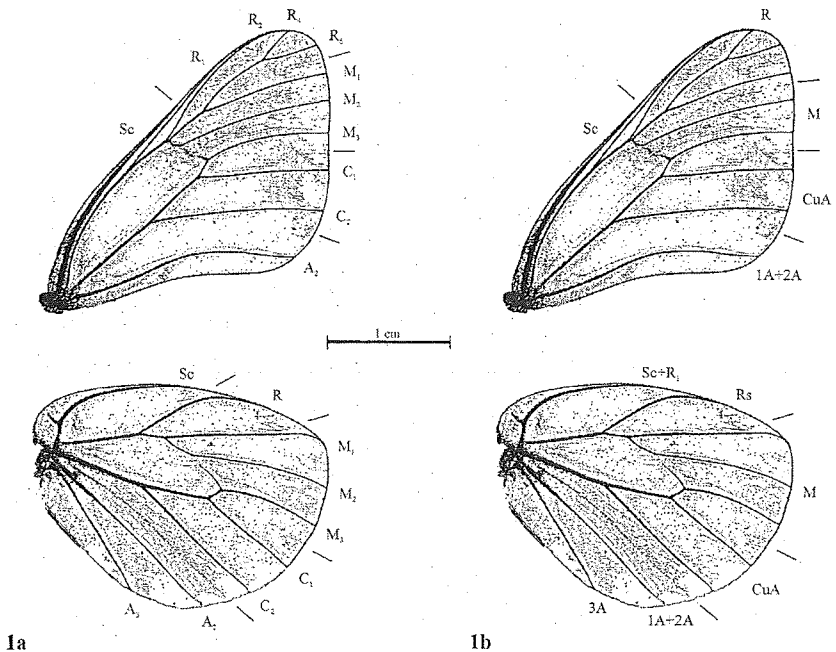 R₁ R₂ R₄ R₅
M₁
M₂
M₃
Sc
C₁
C₂
A₂
R
M
Sc
CuA
1A+2A
1 cm
Sc
R
M₁
M₂
M₃
C₁
C₂
A₂
A₃
Sc+R₁
Rs
M
CuA
1A+2A
3A
1a
1b